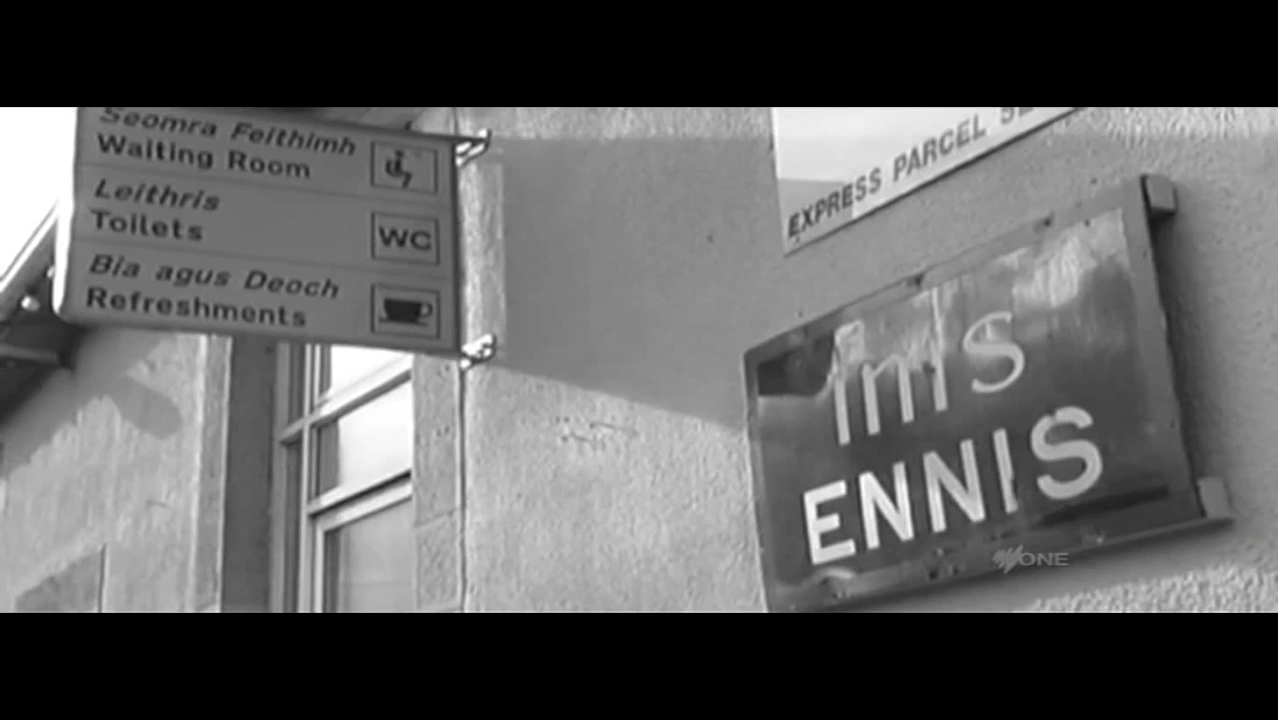 Seomra Feithimh
Waiting Room
Leithris
Toilets
WC
Bia agus Deoch
Refreshments
EXPRESS PARCEL
Inis
ENNIS
ONE